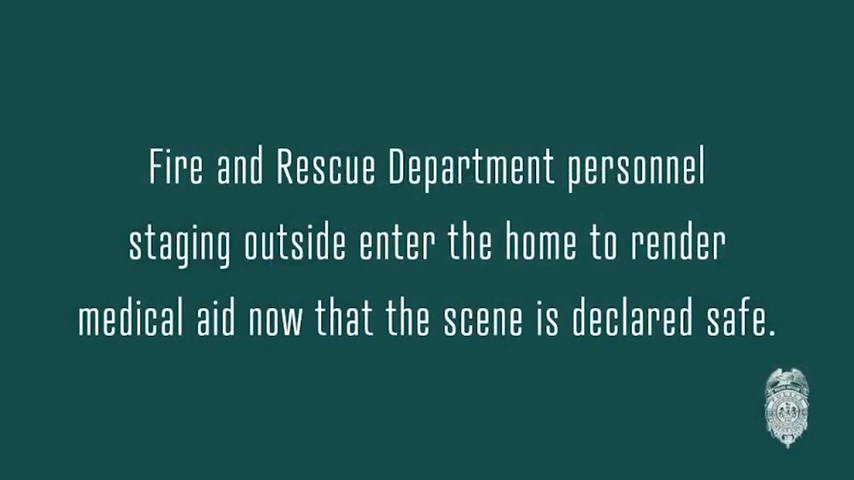 Fire and Rescue Department personnel
staging outside enter the home to render
medical aid now that the scene is declared safe.